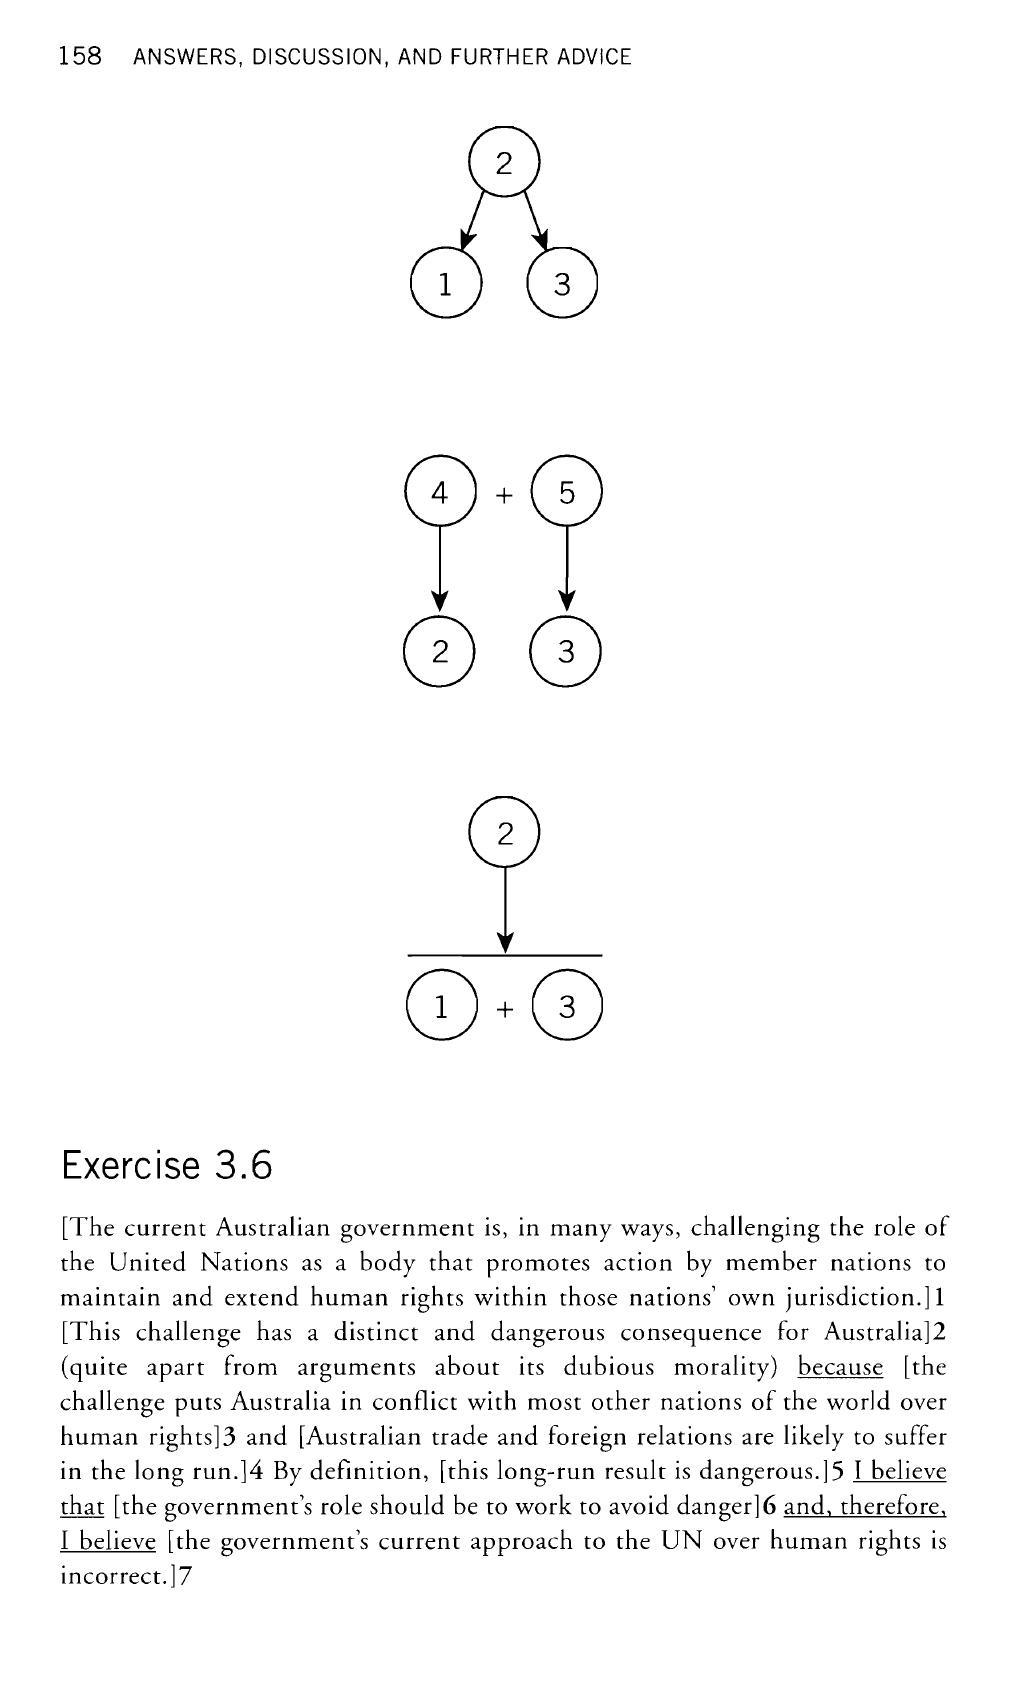 158 ANSWERS, DISCUSSION, AND FURTHER ADVICE
2
1 3
4 + 5
2 3
2
1 + 3
Exercise 3.6
[The current Australian government is, in many ways, challenging the role of
the United Nations as a body that promotes action by member nations to
maintain and extend human rights within those nations' own jurisdiction.]1
[This challenge has a distinct and dangerous consequence for Australia]2
(quite apart from arguments about its dubious morality) because [the
challenge puts Australia in conflict with most other nations of the world over
human rights]3 and [Australian trade and foreign relations are likely to suffer
in the long run.]4 By definition, [this long-run result is dangerous.]5 I believe
that [the government's role should be to work to avoid danger]6 and, therefore,
I believe [the government's current approach to the UN over human rights is
incorrect.]7